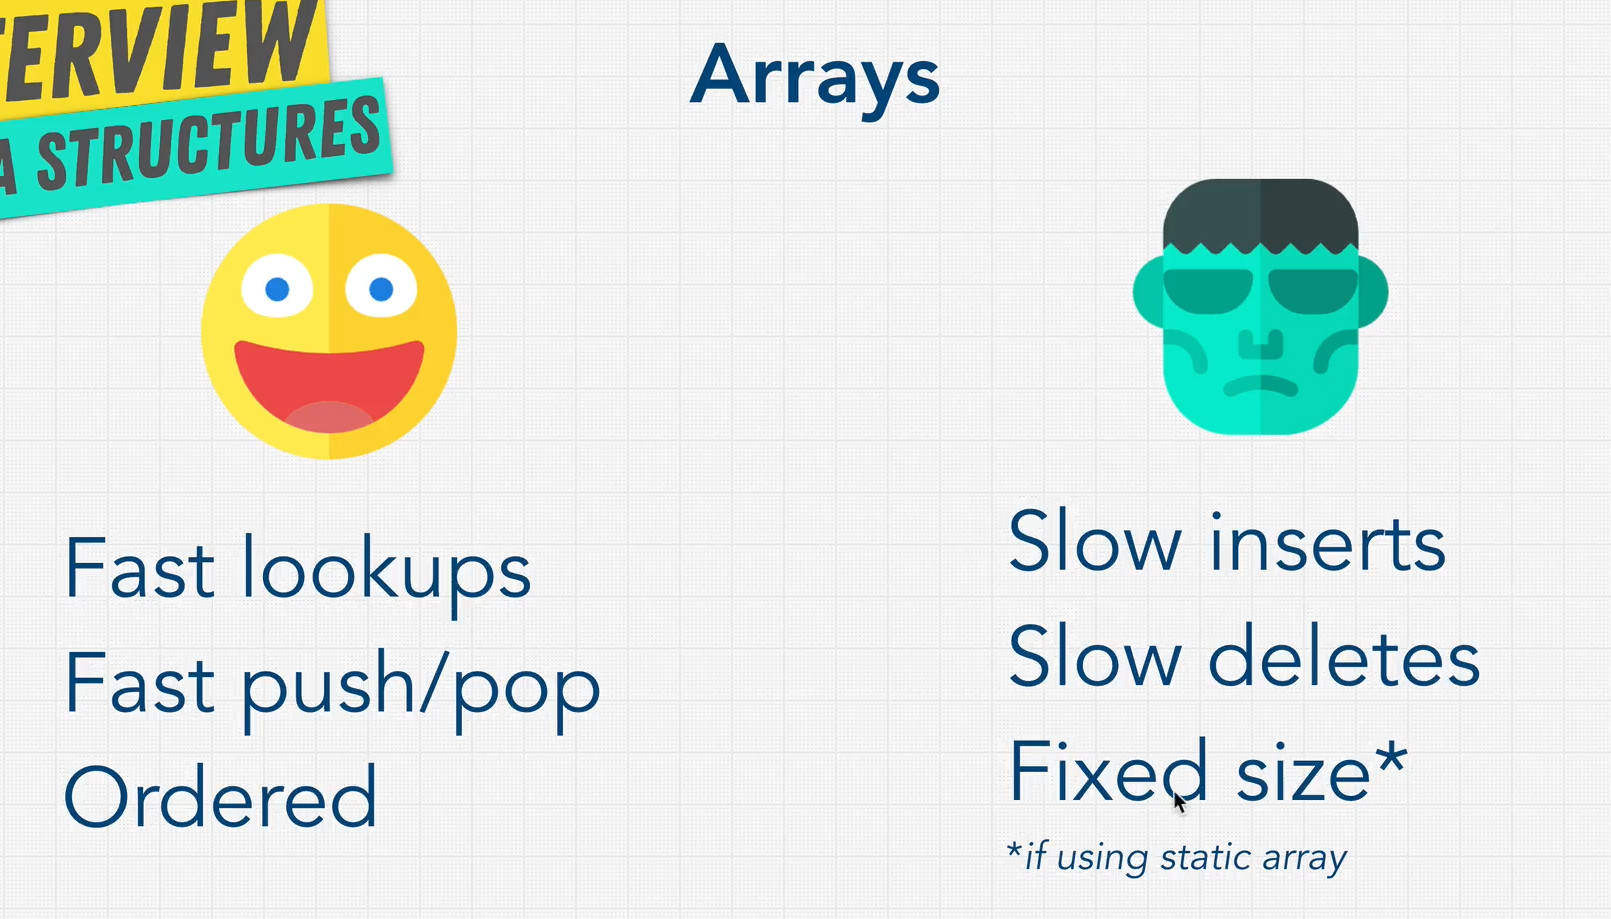 TERVIEW
A STRUCTURES
Arrays
Fast lookups
Fast push/pop
Ordered
Slow inserts
Slow deletes
Fixed size*
*if using static array